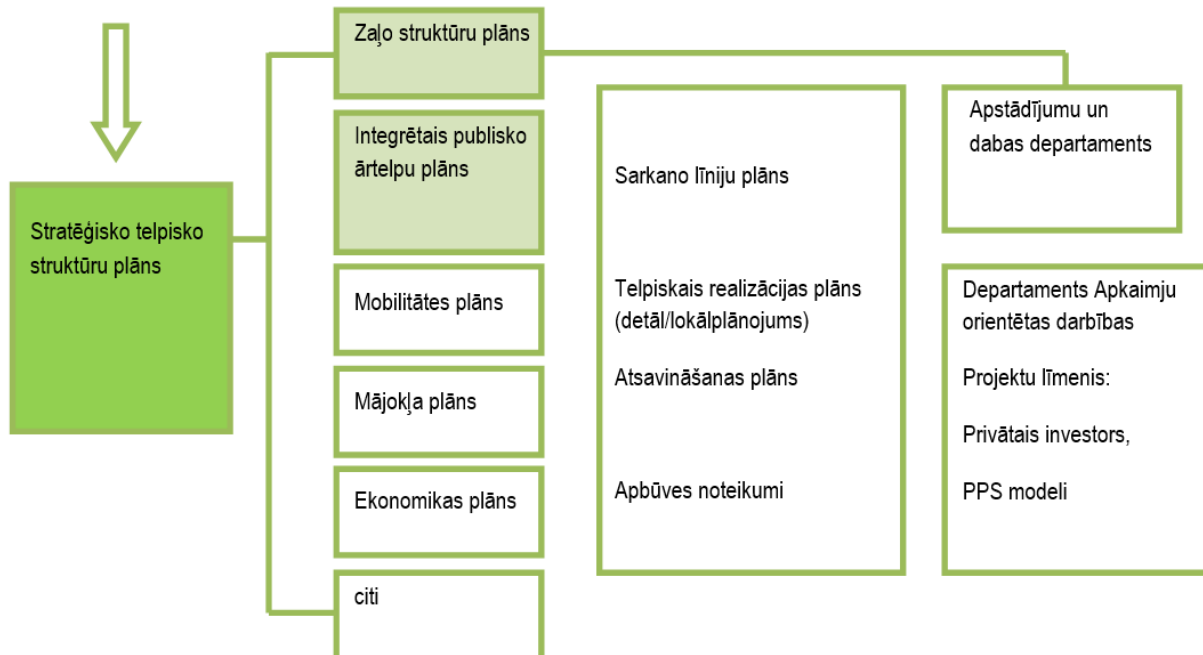 Stratēģisko telpisko
struktūru plāns
Zaļo struktūru plāns
Integrētais publisko
ārtelpu plāns
Mobilitātes plāns
Mājokļa plāns
Ekonomikas plāns
citi
Sarkano līniju plāns
Telpiskais realizācijas plāns
(detāl/lokālplānojums)
Atsavināšanas plāns
Apbūves noteikumi
Apstādījumu un
dabas departaments
Departaments Apkaimju
orientētas darbības
Projektu līmenis:
Privātais investors,
PPS modeli